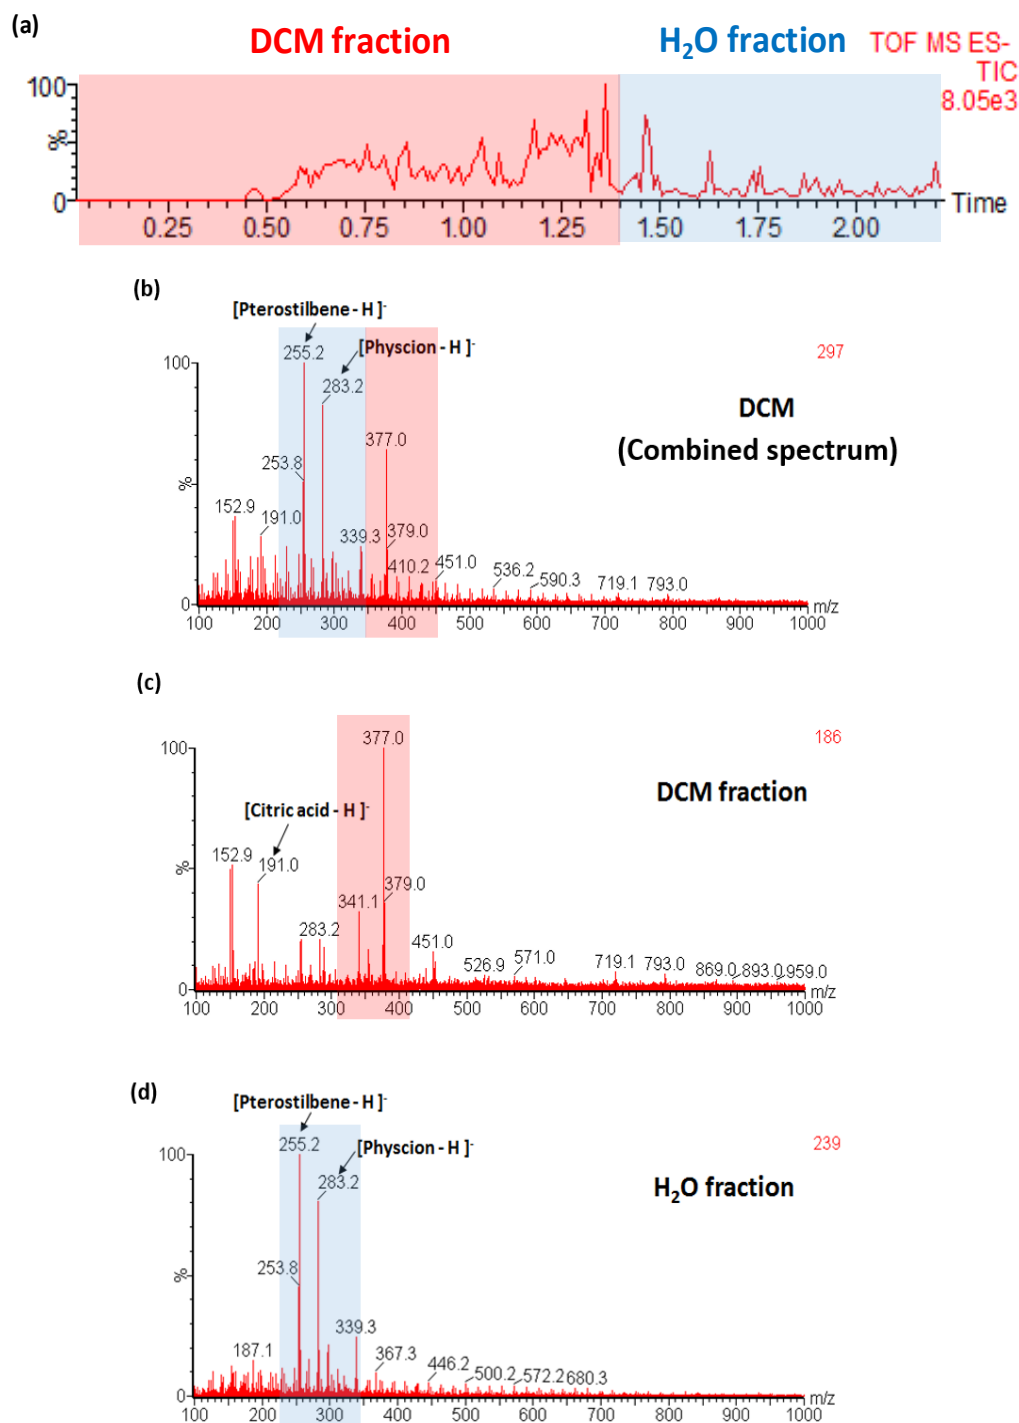 (a)
DCM fraction
H₂O fraction
TOF MS ES-
TIC
8.05e3
100
%
0
Time
0.25 0.50 0.75 1.00 1.25 1.50 1.75 2.00
(b)
[Pterostilbene - H ]⁻
255.2
[Physcion - H ]⁻
297
100
283.2
DCM
(Combined spectrum)
377.0
253.8
%
152.9
191.0
339.3
379.0
410.2
451.0
536.2
590.3
719.1
793.0
0
m/z
100 200 300 400 500 600 700 800 900 1000
(c)
377.0
186
100
DCM fraction
[Citric acid - H ]⁻
152.9
191.0
%
379.0
341.1
283.2
451.0
526.9
571.0
719.1
793.0
869.0
893.0
959.0
0
m/z
100 200 300 400 500 600 700 800 900 1000
(d)
[Pterostilbene - H ]⁻
255.2
[Physcion - H ]⁻
239
100
283.2
H₂O fraction
253.8
%
339.3
187.1
367.3
446.2
500.2
572.2
680.3
0
m/z
100 200 300 400 500 600 700 800 900 1000